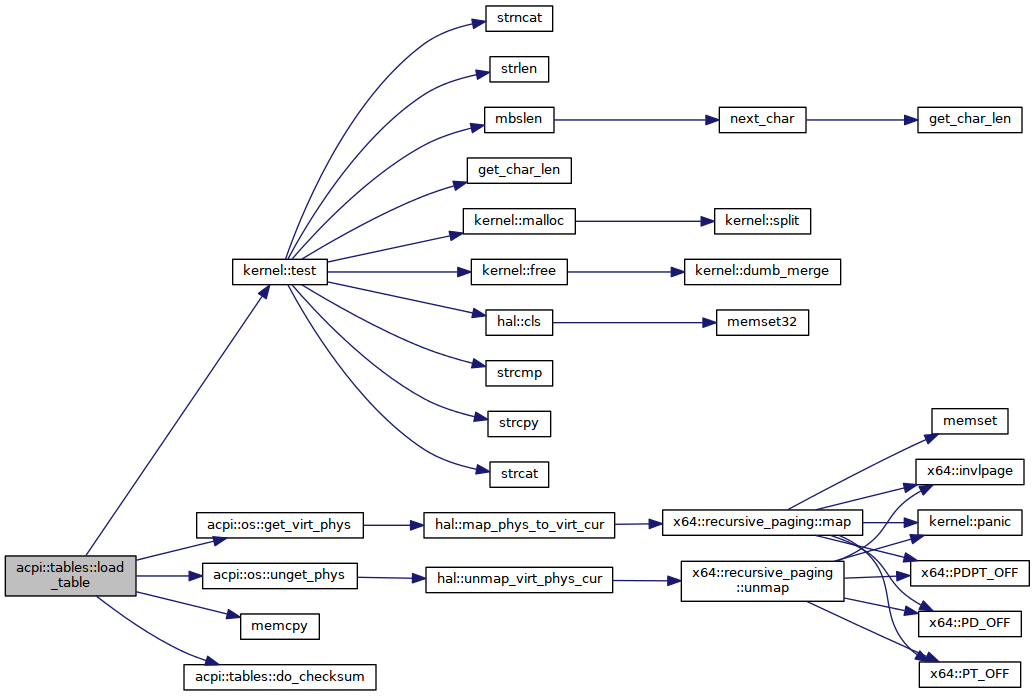 strncat
strlen
mbslen
next_char
get_char_len
get_char_len
kernel::malloc
kernel::split
kernel::test
kernel::free
kernel::dumb_merge
hal::cls
memset32
strcmp
strcpy
strcat
memset
x64::invlpage
acpi::os::get_virt_phys
hal::map_phys_to_virt_cur
x64::recursive_paging::map
kernel::panic
acpi::tables::load
_table
acpi::os::unget_phys
hal::unmap_virt_phys_cur
x64::recursive_paging
::unmap
x64::PDPT_OFF
memcpy
x64::PD_OFF
acpi::tables::do_checksum
x64::PT_OFF